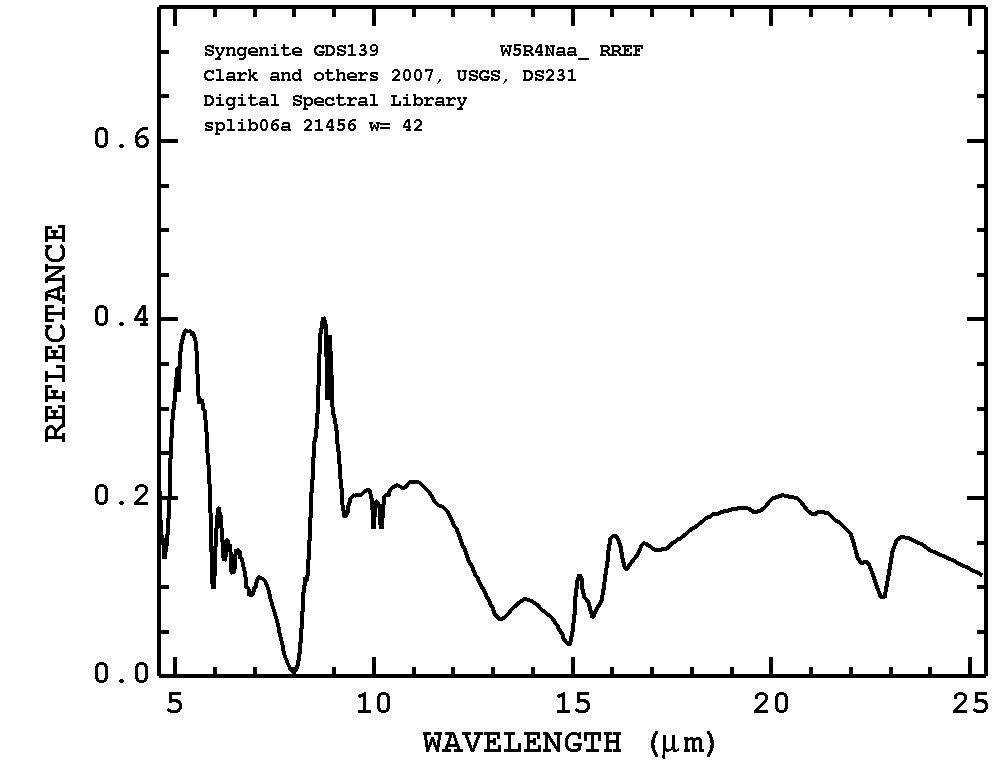 Syngenite GDS139 W5R4Naa_ RREF
Clark and others 2007, USGS, DS231
Digital Spectral Library
splib06a 21456 w= 42
0.6
0.4
0.2
0.0
REFLECTANCE
5 10 15 20 25
WAVELENGTH (μm)